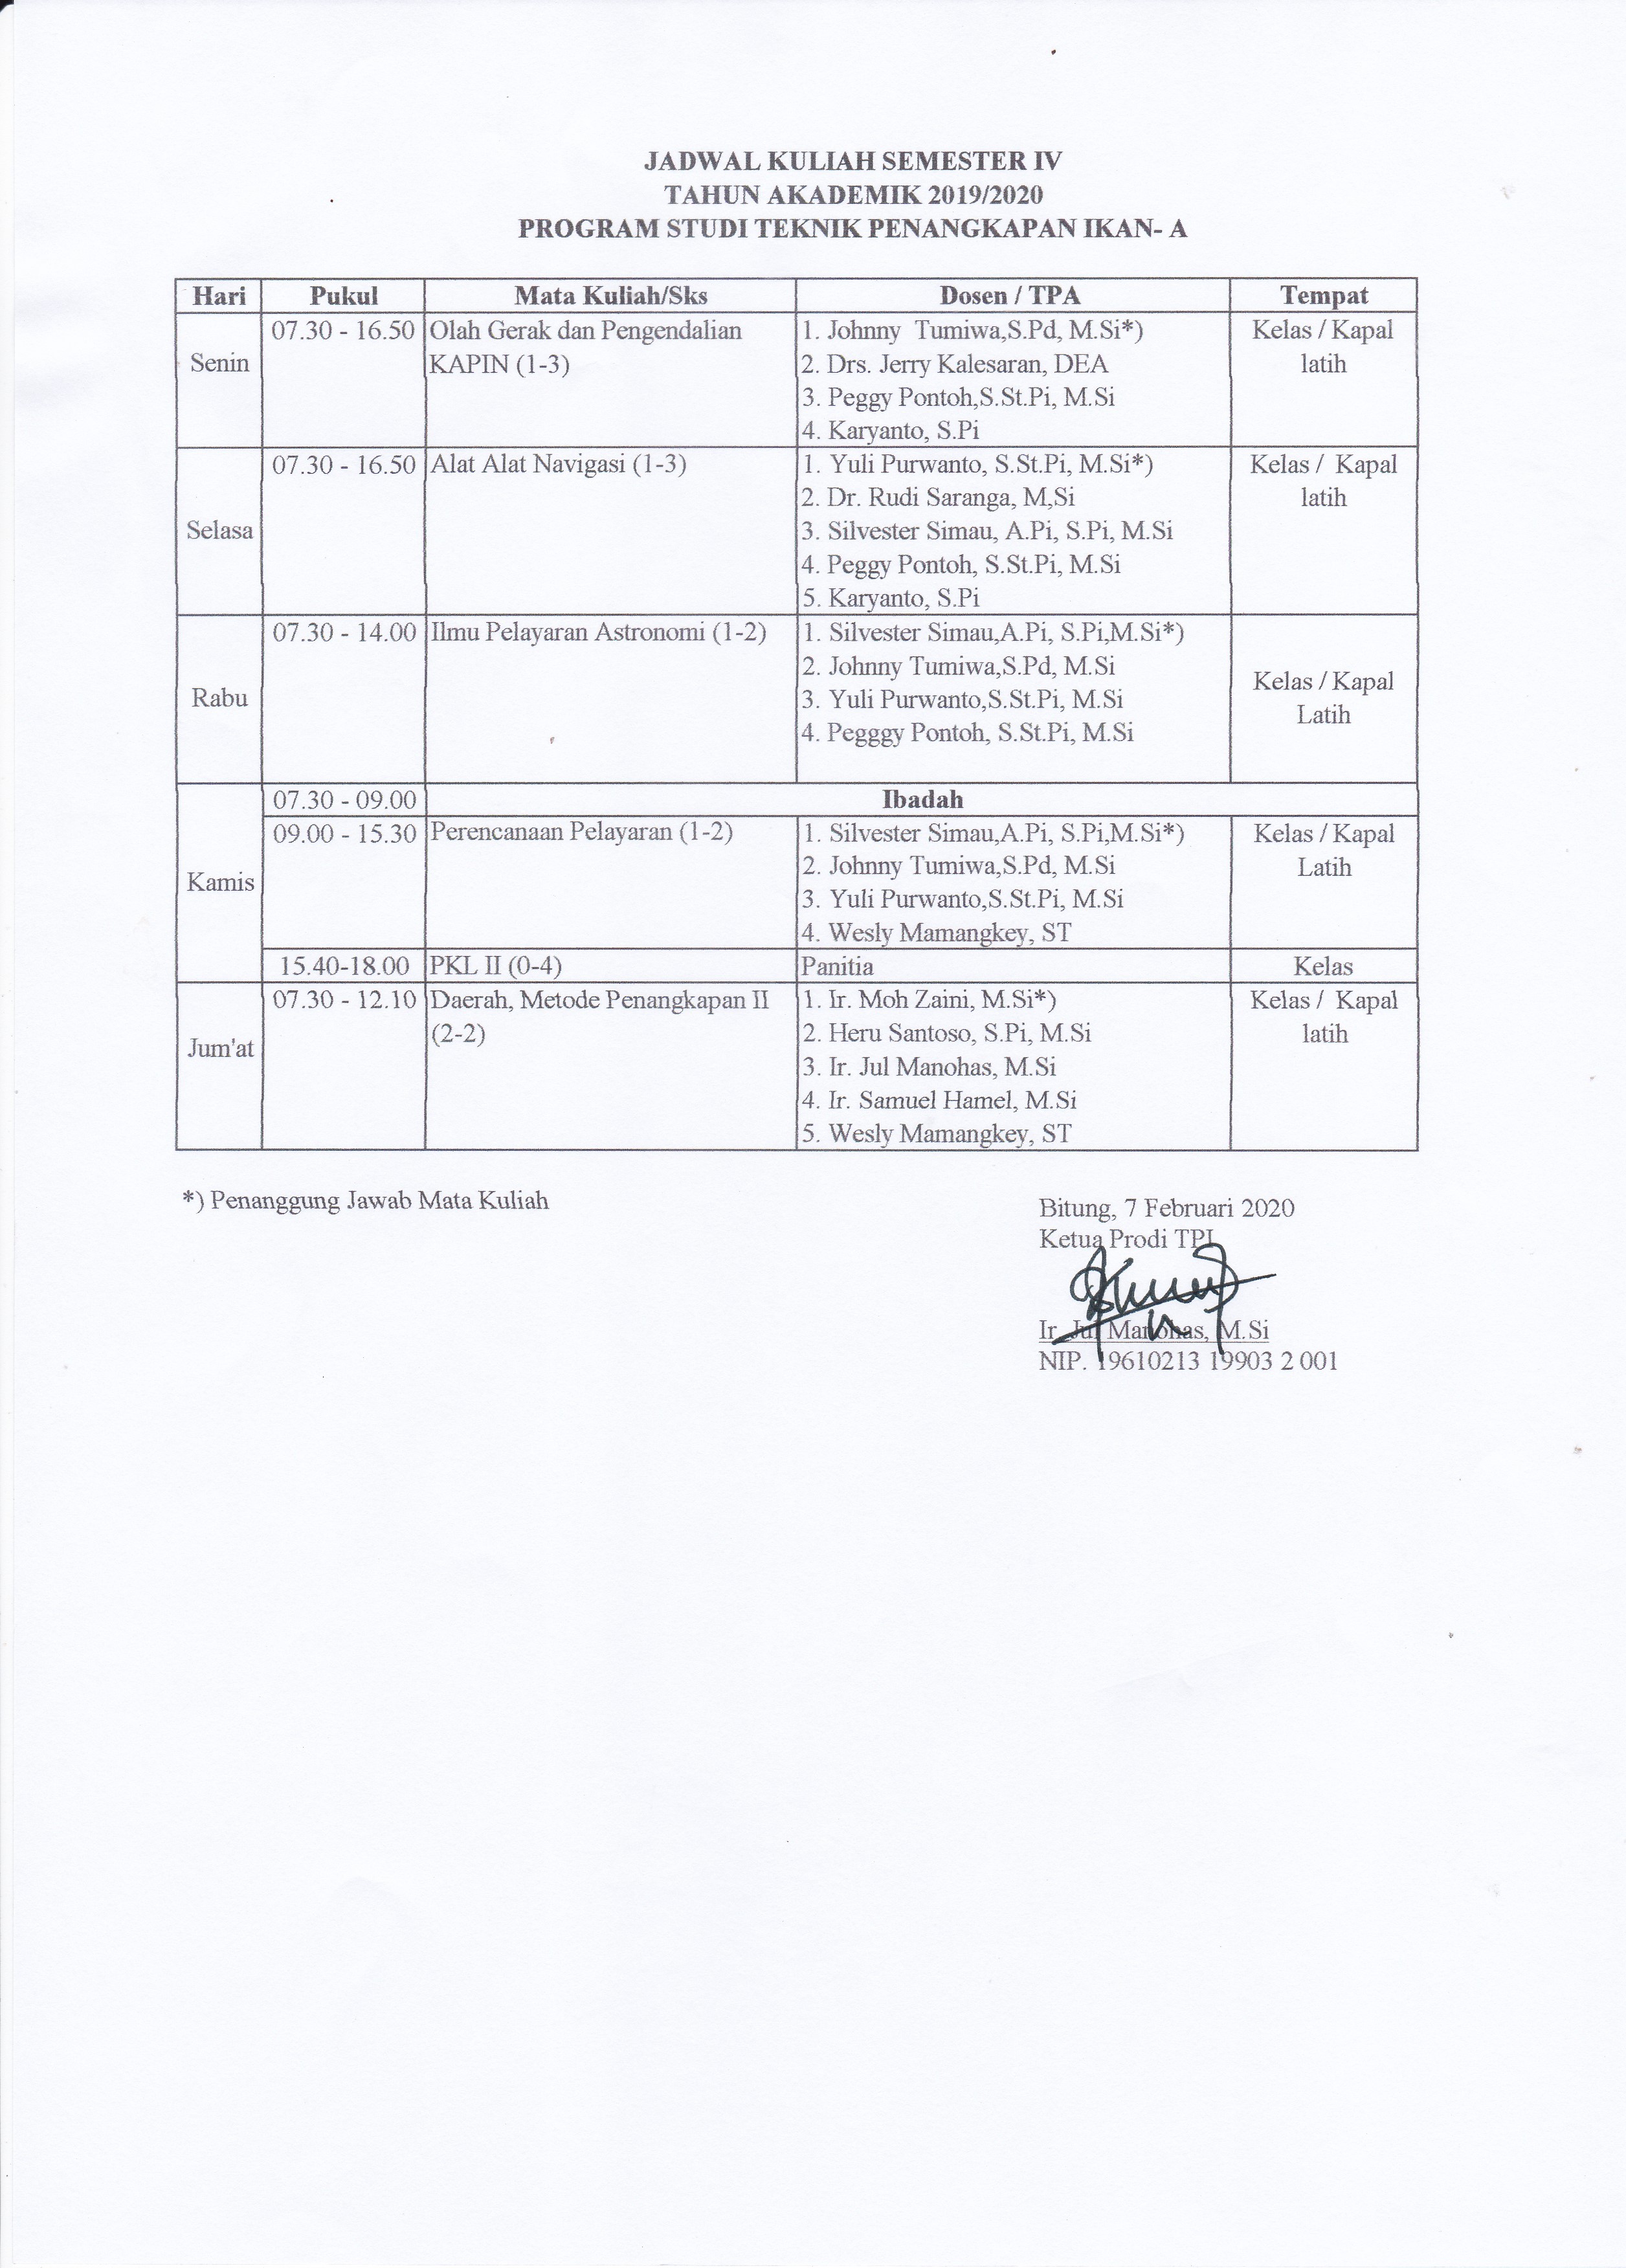 JADWAL KULIAH SEMESTER IV
TAHUN AKADEMIK 2019/2020
PROGRAM STUDI TEKNIK PENANGKAPAN IKAN- A
Hari Pukul Mata Kuliah/Sks Dosen / TPA Tempat
Senin
07.30 - 16.50
Olah Gerak dan Pengendalian
KAPIN (1-3)
1. Johnny Tumiwa,S.Pd, M.Si*)
2. Drs. Jerry Kalesaran, DEA
3. Peggy Pontoh,S.St.Pi, M.Si
4. Karyanto, S.Pi
Kelas / Kapal
latih
Selasa
07.30 - 16.50
Alat Alat Navigasi (1-3)
1. Yuli Purwanto, S.St.Pi, M.Si*)
2. Dr. Rudi Saranga, M,Si
3. Silvester Simau, A.Pi, S.Pi, M.Si
4. Peggy Pontoh, S.St.Pi, M.Si
5. Karyanto, S.Pi
Kelas / Kapal
latih
Rabu
07.30 - 14.00
Ilmu Pelayaran Astronomi (1-2)
1. Silvester Simau,A.Pi, S.Pi,M.Si*)
2. Johnny Tumiwa,S.Pd, M.Si
3. Yuli Purwanto,S.St.Pi, M.Si
4. Pegggy Pontoh, S.St.Pi, M.Si
Kelas / Kapal
Latih
Kamis
07.30 - 09.00
Ibadah
09.00 - 15.30
Perencanaan Pelayaran (1-2)
1. Silvester Simau,A.Pi, S.Pi,M.Si*)
2. Johnny Tumiwa,S.Pd, M.Si
3. Yuli Purwanto,S.St.Pi, M.Si
4. Wesly Mamangkey, ST
Kelas / Kapal
Latih
15.40-18.00
PKL II (0-4)
Panitia
Kelas
Jum'at
07.30 - 12.10
Daerah, Metode Penangkapan II
(2-2)
1. Ir. Moh Zaini, M.Si*)
2. Heru Santoso, S.Pi, M.Si
3. Ir. Jul Manohas, M.Si
4. Ir. Samuel Hamel, M.Si
5. Wesly Mamangkey, ST
Kelas / Kapal
latih
*) Penanggung Jawab Mata Kuliah
Bitung, 7 Februari 2020
Ketua Prodi TPI
Ir. Jul Manohas, M.Si
NIP. 19610213 19903 2 001